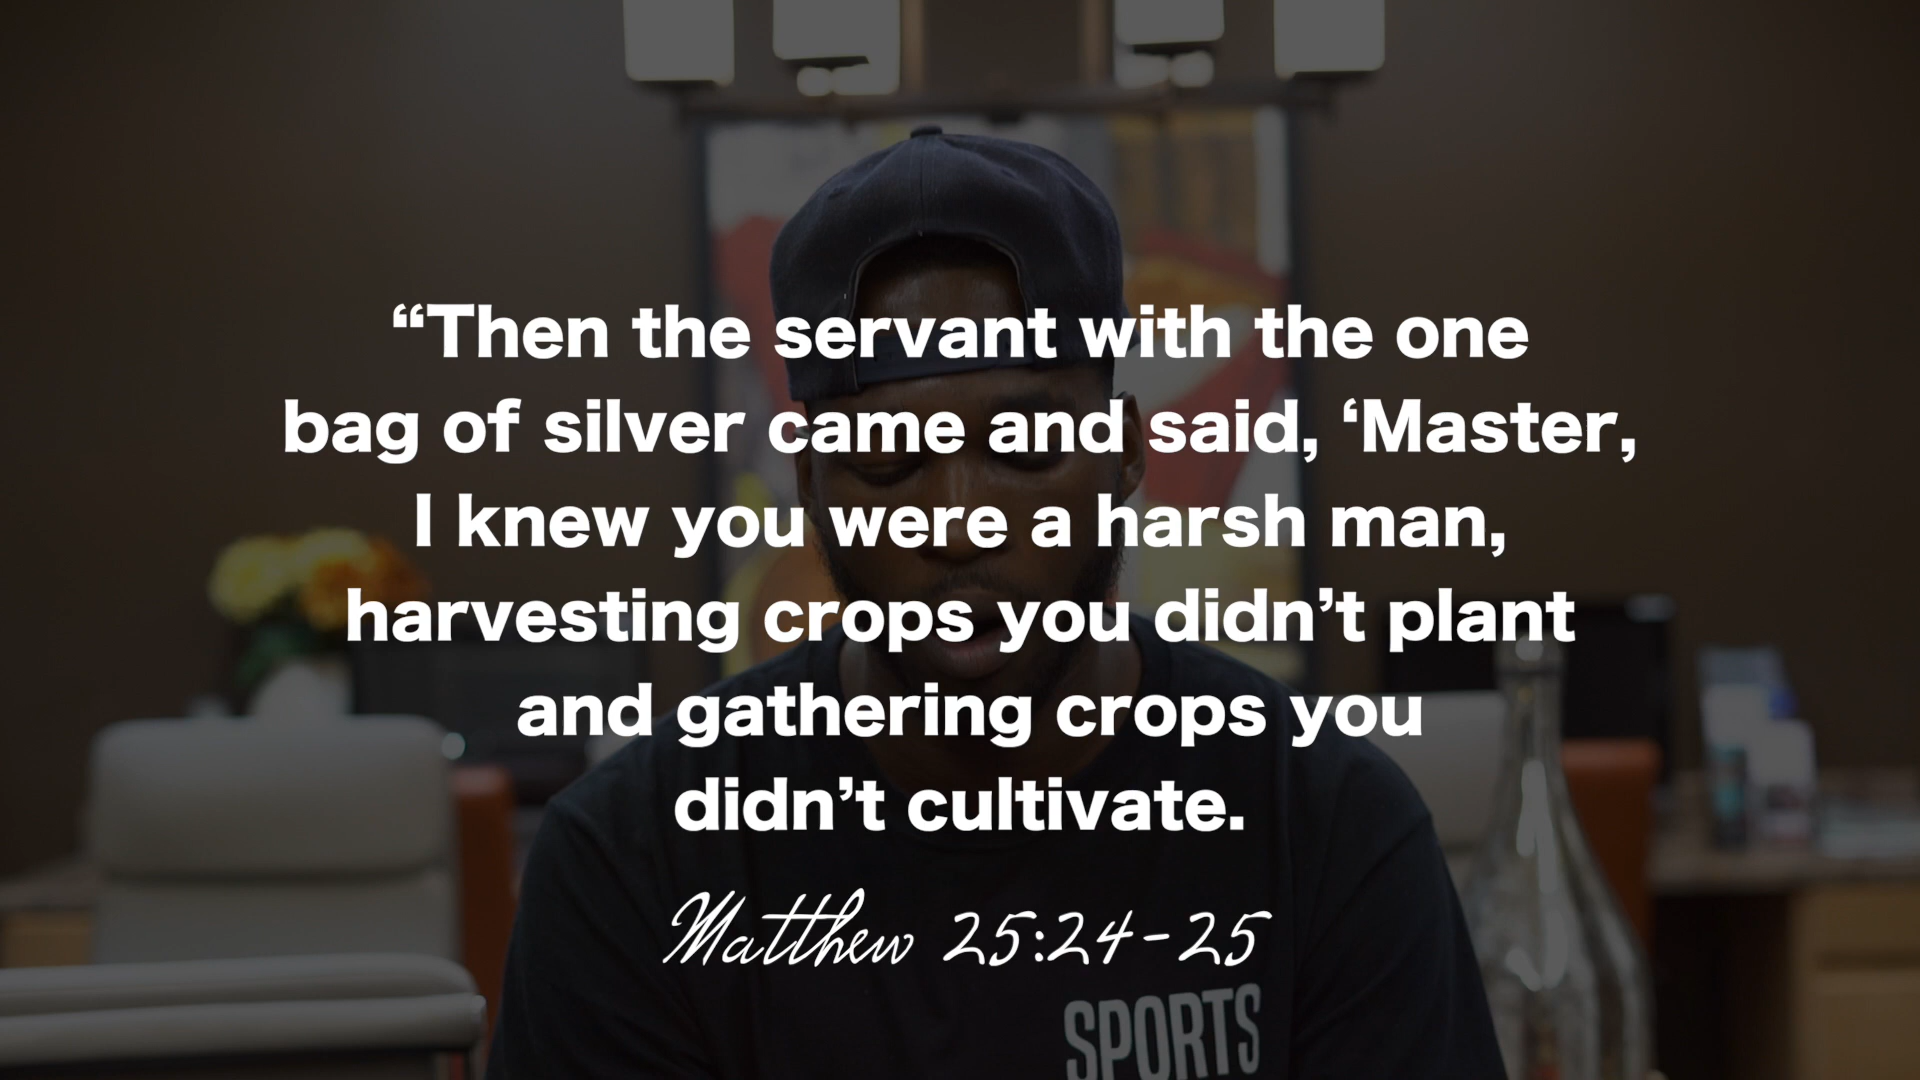 “Then the servant with the one
bag of silver came and said, ‘Master,
I knew you were a harsh man,
harvesting crops you didn’t plant
and gathering crops you
didn’t cultivate.
Matthew 25:24-25
SPORTS